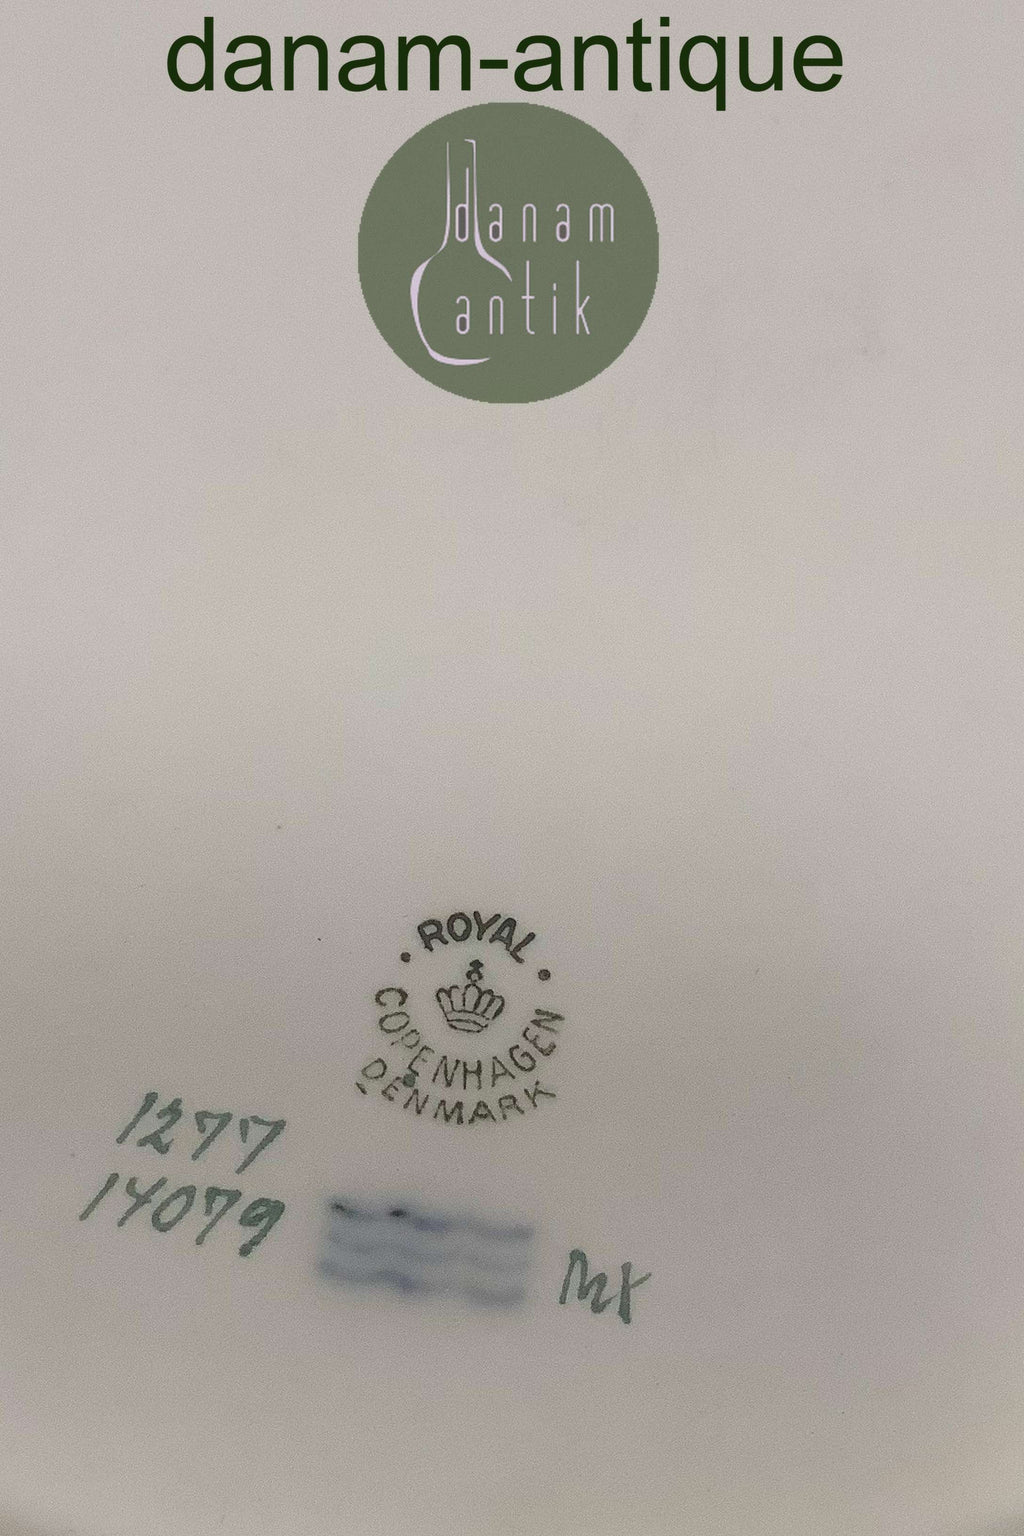 danam-antique
danam
antik
ROYAL
COPENHAGEN
DENMARK
1277
14079